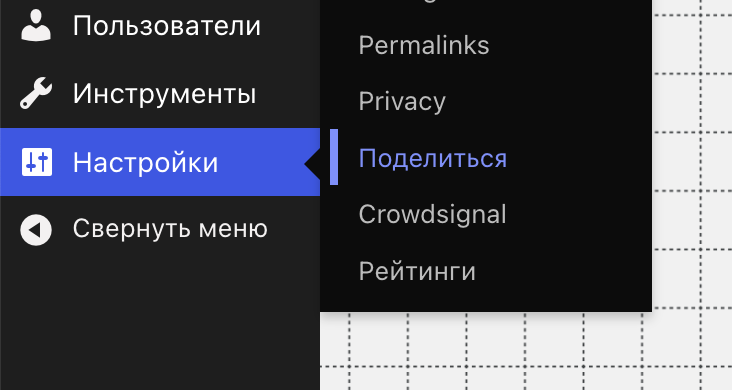 Пользователи
Инструменты
Настройки
Свернуть меню
Permalinks
Privacy
Поделиться
Crowdsignal
Рейтинги